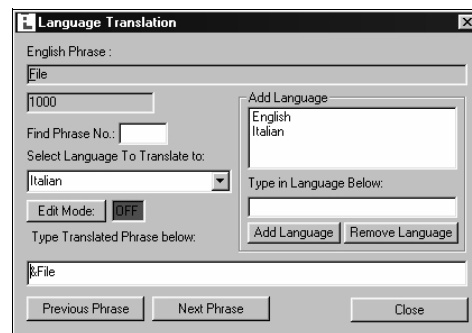 Language Translation
English Phrase :
File
1000
Find Phrase No.:
Select Language To Translate to:
Italian
Edit Mode: OFF
Type Translated Phrase below:
Add Language
English
Italian
Type in Language Below:
Add Language Remove Language
&File
Previous Phrase Next Phrase Close